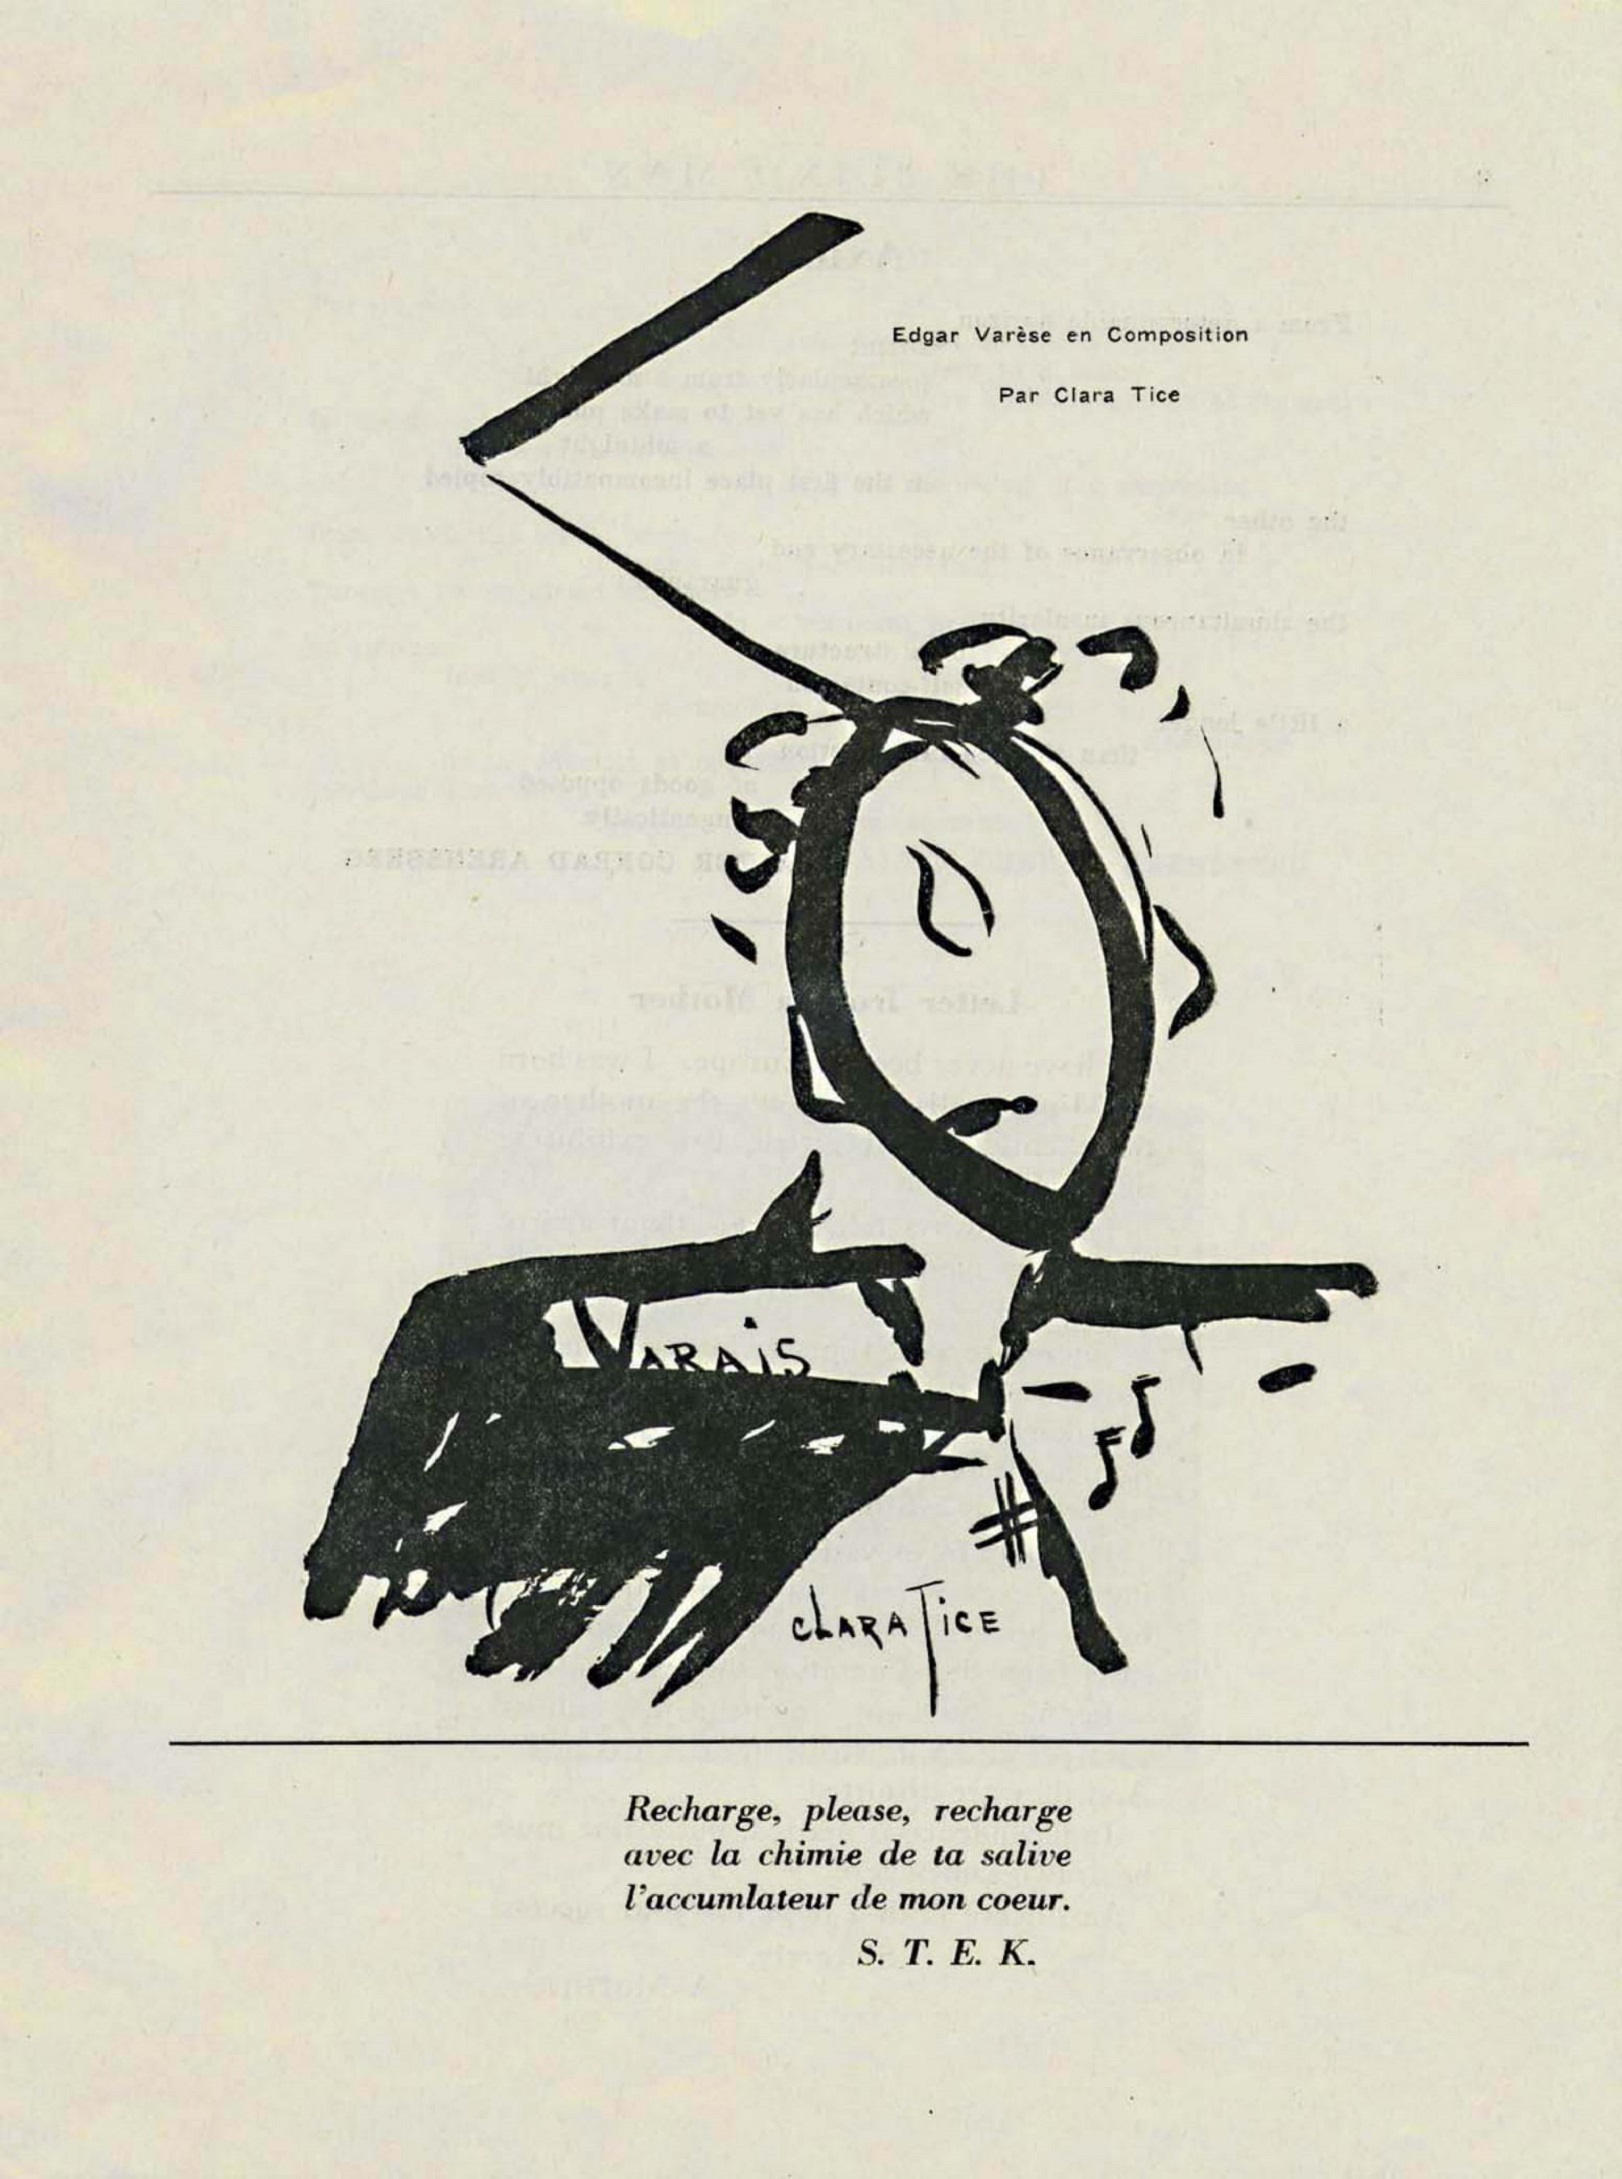 Edgar Varèse en Composition
Par Clara Tice
VARAiS
CLARA TiCE
Recharge, please, recharge
avec la chimie de ta salive
l'accumlateur de mon coeur.
S. T. E. K.